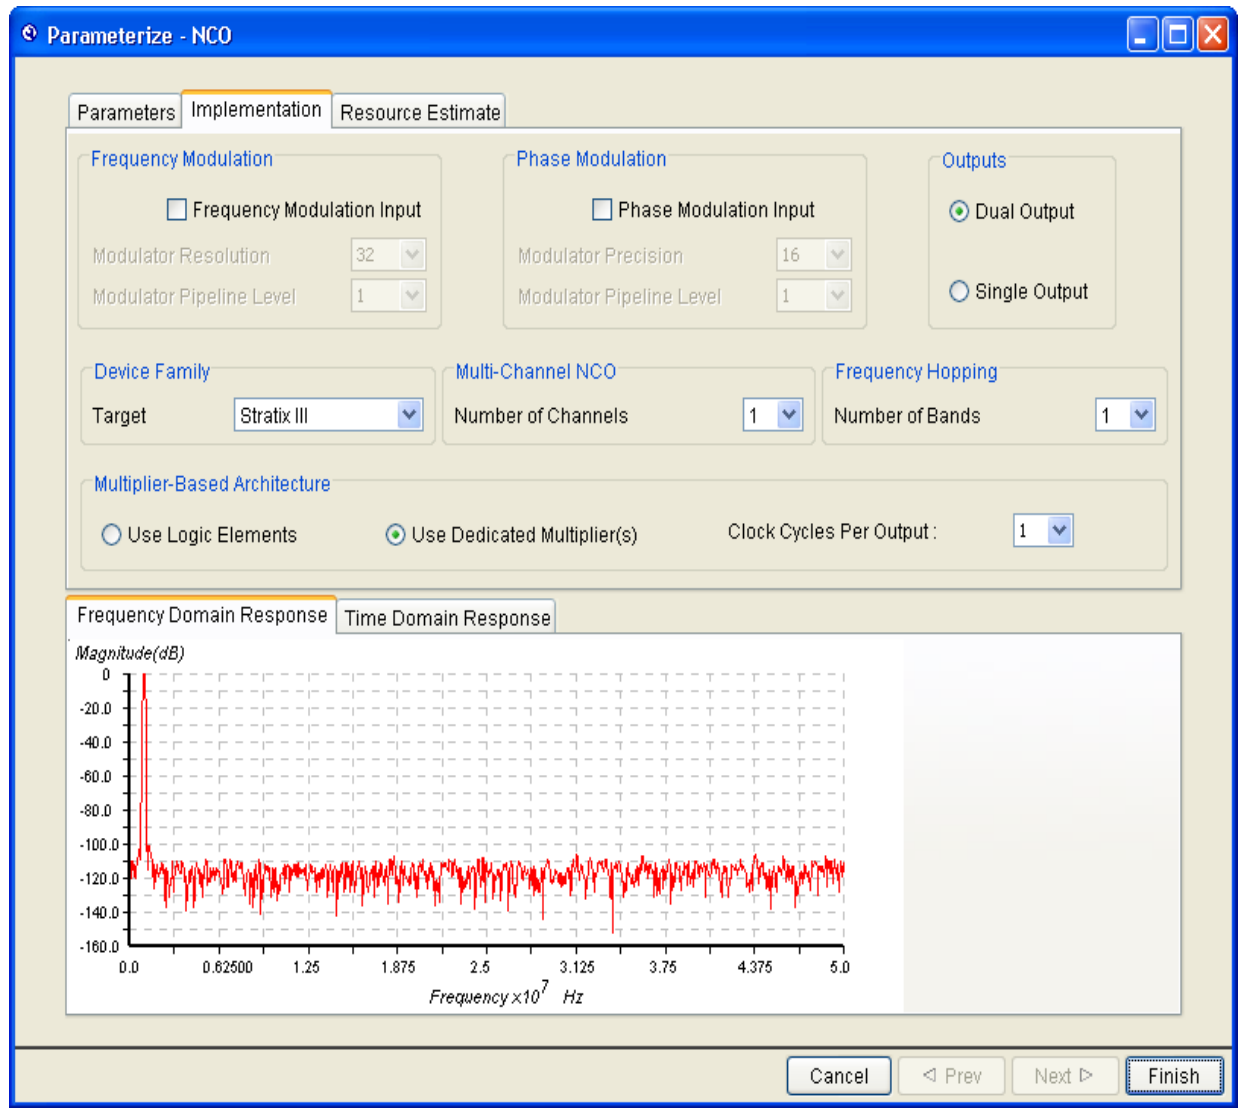 Parameterize - NCO
Parameters Implementation Resource Estimate
Frequency Modulation Phase Modulation Outputs
Frequency Modulation Input Phase Modulation Input Dual Output
Modulator Resolution 32 Modulator Precision 16
Modulator Pipeline Level 1 Modulator Pipeline Level 1 Single Output
Device Family Multi-Channel NCO Frequency Hopping
Target Stratix III Number of Channels 1 Number of Bands 1
Multiplier-Based Architecture
Use Logic Elements Use Dedicated Multiplier(s) Clock Cycles Per Output : 1
Frequency Domain Response Time Domain Response
Magnitude(dB)
0
-20.0
-40.0
-60.0
-80.0
-100.0
-120.0
-140.0
-160.0
0.0 0.62500 1.25 1.875 2.5 3.125 3.75 4.375 5.0
Frequency x10^7 Hz
Cancel Prev Next Finish